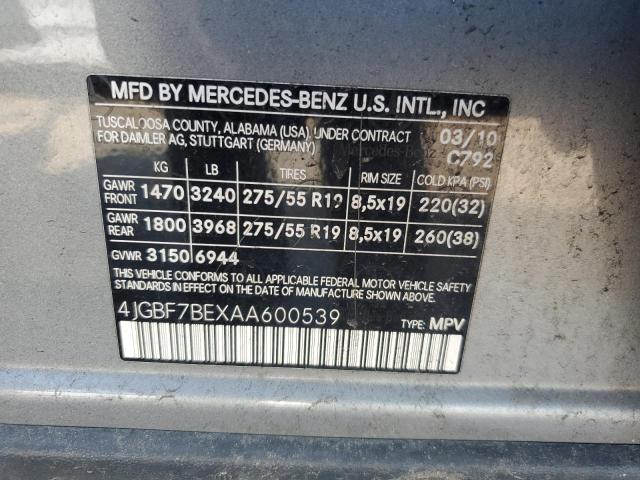 MFD BY MERCEDES-BENZ U.S. INTL., INC
TUSCALOOSA COUNTY, ALABAMA (USA), UNDER CONTRACT 03/10
FOR DAIMLER AG, STUTTGART (GERMANY) C792
KG LB TIRES RIM SIZE COLD KPA (PSI)
GAWR FRONT 1470 3240 275/55 R19 8,5x19 220(32)
GAWR REAR 1800 3968 275/55 R19 8,5x19 260(38)
GVWR 3150 6944
THIS VEHICLE CONFORMS TO ALL APPLICABLE FEDERAL MOTOR VEHICLE SAFETY
STANDARDS IN EFFECT ON THE DATE OF MANUFACTURE SHOWN ABOVE.
4JGBF7BEXAA600539 TYPE: MPV